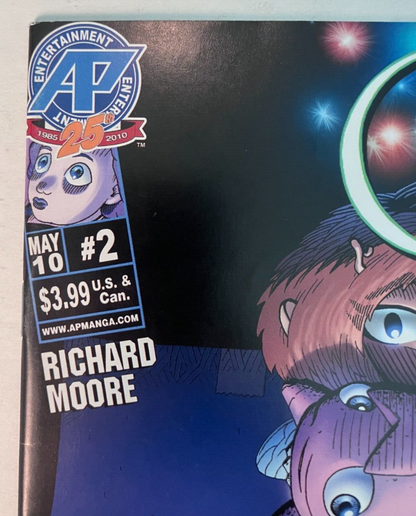 ENTERTAINMENT
AP
ENTERTAINMENT
25th
1985 2010
TM
MAY
10
#2
$3.99 U.S. &
Can.
WWW.APMANGA.COM
RICHARD
MOORE